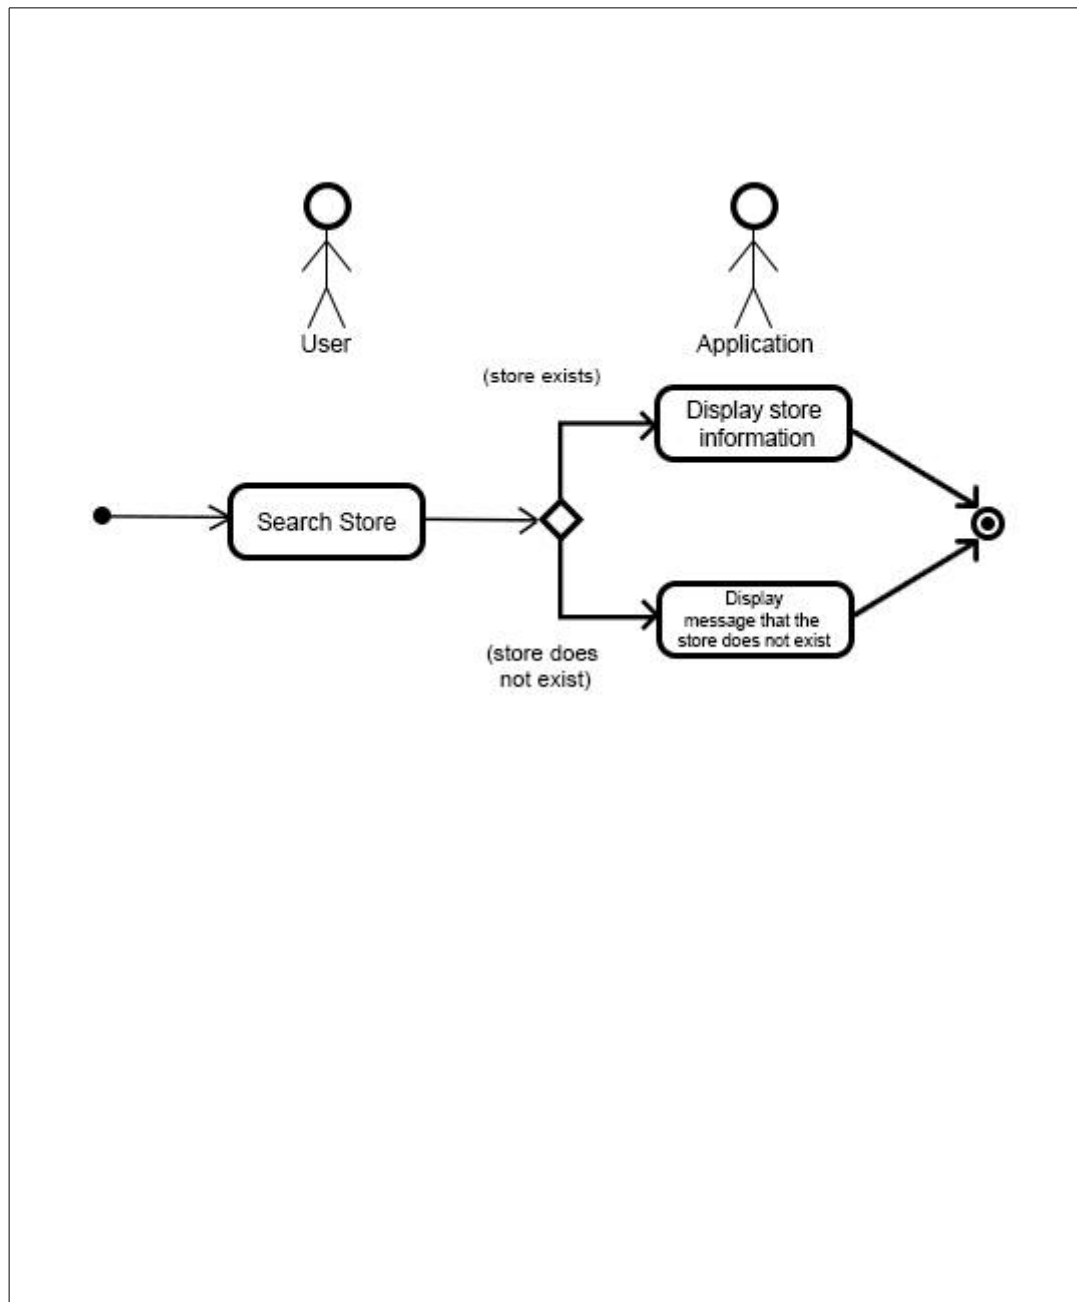 User
Application
(store exists)
Display store
information
Search Store
Display
message that the
store does not exist
(store does
not exist)